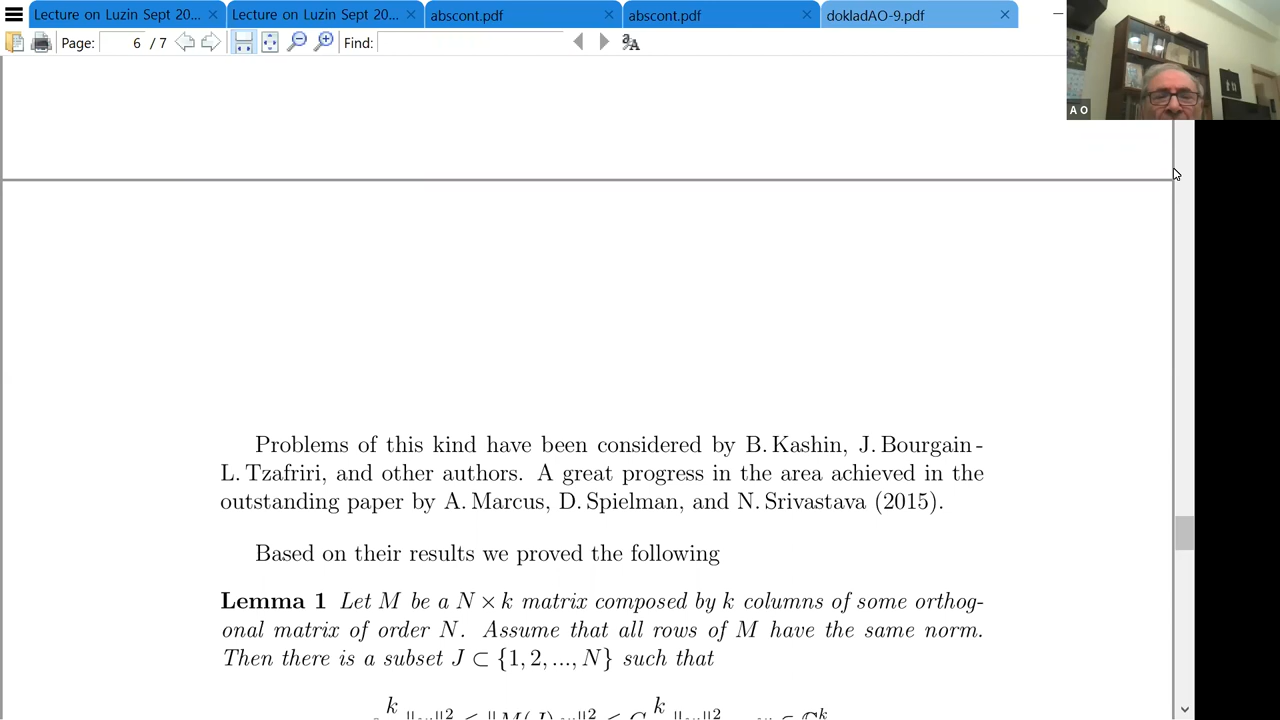 Lecture on Luzin Sept 20... Lecture on Luzin Sept 20... abscont.pdf abscont.pdf dokladAO-9.pdf
Page: 6 / 7 Find:
A O
Problems of this kind have been considered by B. Kashin, J. Bourgain -
L. Tzafriri, and other authors. A great progress in the area achieved in the
outstanding paper by A. Marcus, D. Spielman, and N. Srivastava (2015).
Based on their results we proved the following
Lemma 1 Let M be a N × k matrix composed by k columns of some orthog-
onal matrix of order N. Assume that all rows of M have the same norm.
Then there is a subset J ⊂ {1, 2, ..., N} such that